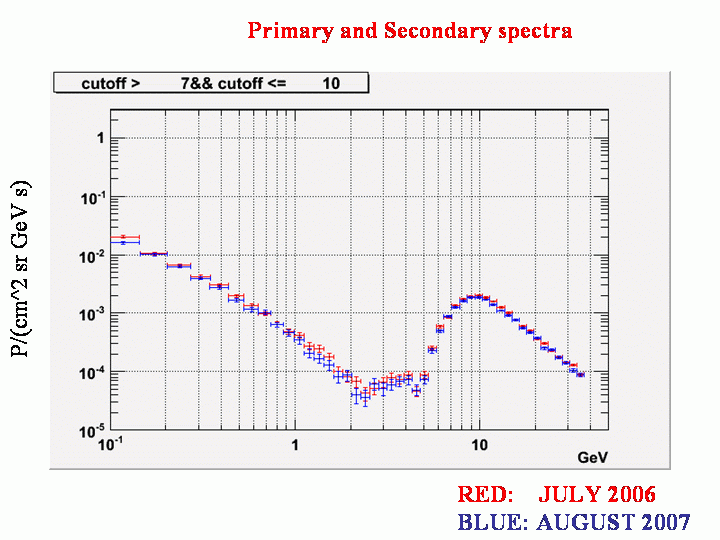 Primary and Secondary spectra
cutoff > 7&& cutoff <= 10
P/(cm^2 sr GeV s)
1
10-1
10-2
10-3
10-4
10-5
10-1 1 10
GeV
RED: JULY 2006
BLUE: AUGUST 2007